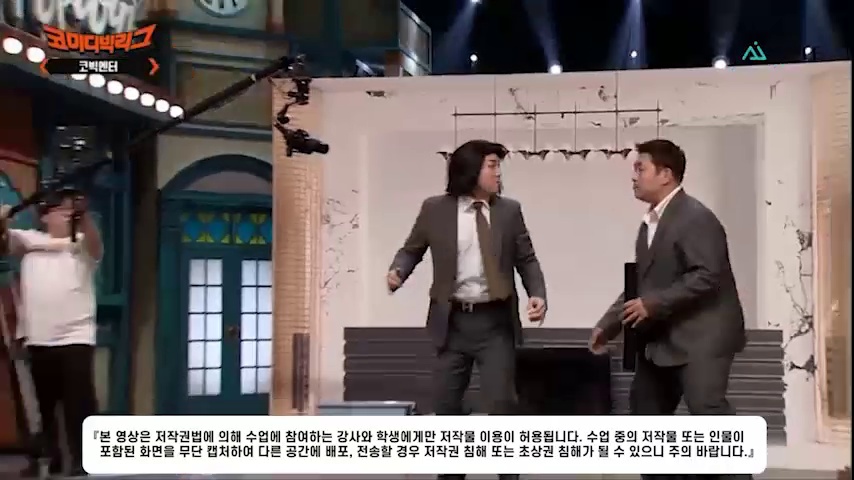 코미디빅리그
코빅엔터
『본 영상은 저작권법에 의해 수업에 참여하는 강사와 학생에게만 저작물 이용이 허용됩니다. 수업 중의 저작물 또는 인물이
포함된 화면을 무단 캡처하여 다른 공간에 배포, 전송할 경우 저작권 침해 또는 초상권 침해가 될 수 있으니 주의 바랍니다.』